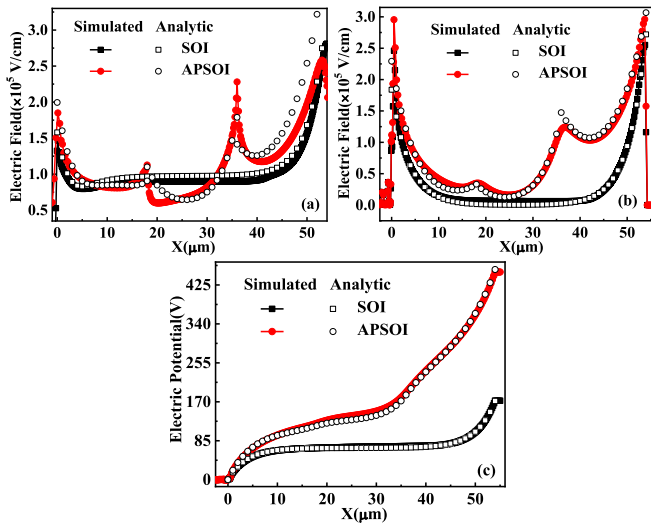 Simulated Analytic
SOI
APSOI
3.0
2.5
2.0
1.5
1.0
0.5
Electric Field(×10⁵ V/cm)
0 10 20 30 40 50
X(μm)
(a)
Simulated Analytic
SOI
APSOI
3.0
2.5
2.0
1.5
1.0
0.5
0.0
Electric Field(×10⁵ V/cm)
0 10 20 30 40 50
X(μm)
(b)
Simulated Analytic
SOI
APSOI
425
340
255
170
85
0
Electric Potential(V)
0 10 20 30 40 50
X(μm)
(c)